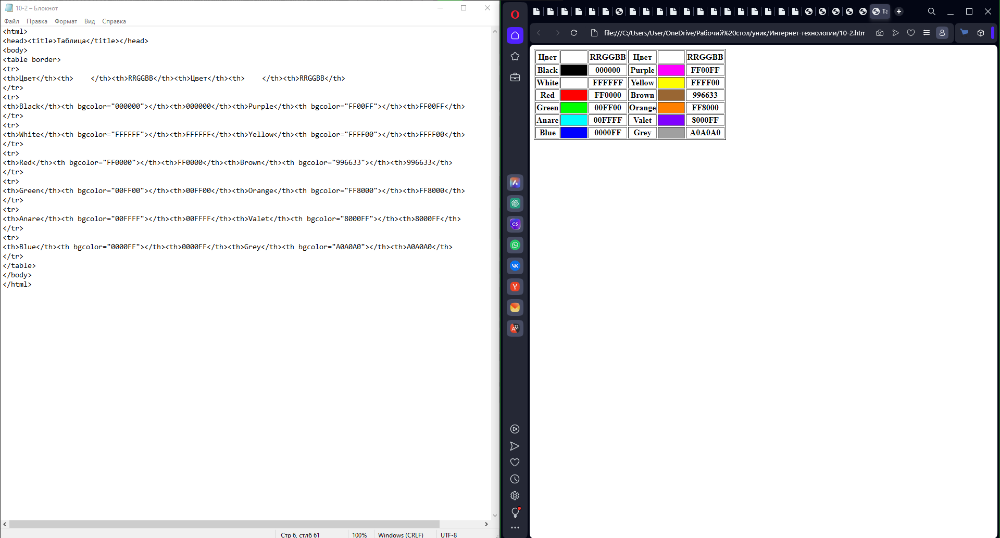 10-2 – Блокнот
Файл Правка Формат Вид Справка
<html>
<head><title>Таблица</title></head>
<body>
<table border>
<tr>
<th>Цвет</th><th>    </th><th>RRGGBB</th><th>Цвет</th><th>    </th><th>RRGGBB</th>
</tr>
<tr>
<th>Black</th><th bgcolor="000000"></th><th>000000</th><th>Purple</th><th bgcolor="FF00FF"></th><th>FF00FF</th>
</tr>
<tr>
<th>White</th><th bgcolor="FFFFFF"></th><th>FFFFFF</th><th>Yellow</th><th bgcolor="FFFF00"></th><th>FFFF00</th>
</tr>
<tr>
<th>Red</th><th bgcolor="FF0000"></th><th>FF0000</th><th>Brown</th><th bgcolor="996633"></th><th>996633</th>
</tr>
<tr>
<th>Green</th><th bgcolor="00FF00"></th><th>00FF00</th><th>Orange</th><th bgcolor="FF8000"></th><th>FF8000</th>
</tr>
<tr>
<th>Anare</th><th bgcolor="00FFFF"></th><th>00FFFF</th><th>Valet</th><th bgcolor="8000FF"></th><th>8000FF</th>
</tr>
<tr>
<th>Blue</th><th bgcolor="0000FF"></th><th>0000FF</th><th>Grey</th><th bgcolor="A0A0A0"></th><th>A0A0A0</th>
</tr>
</table>
</body>
</html>
Стр 6, стлб 61 100% Windows (CRLF) UTF-8
Та
file:///C:/Users/User/OneDrive/Рабочий%20стол/уник/Интернет-технологии/10-2.htm
Цвет RRGGBB Цвет RRGGBB
Black 000000 Purple FF00FF
White FFFFFF Yellow FFFF00
Red FF0000 Brown 996633
Green 00FF00 Orange FF8000
Anare 00FFFF Valet 8000FF
Blue 0000FF Grey A0A0A0
CS